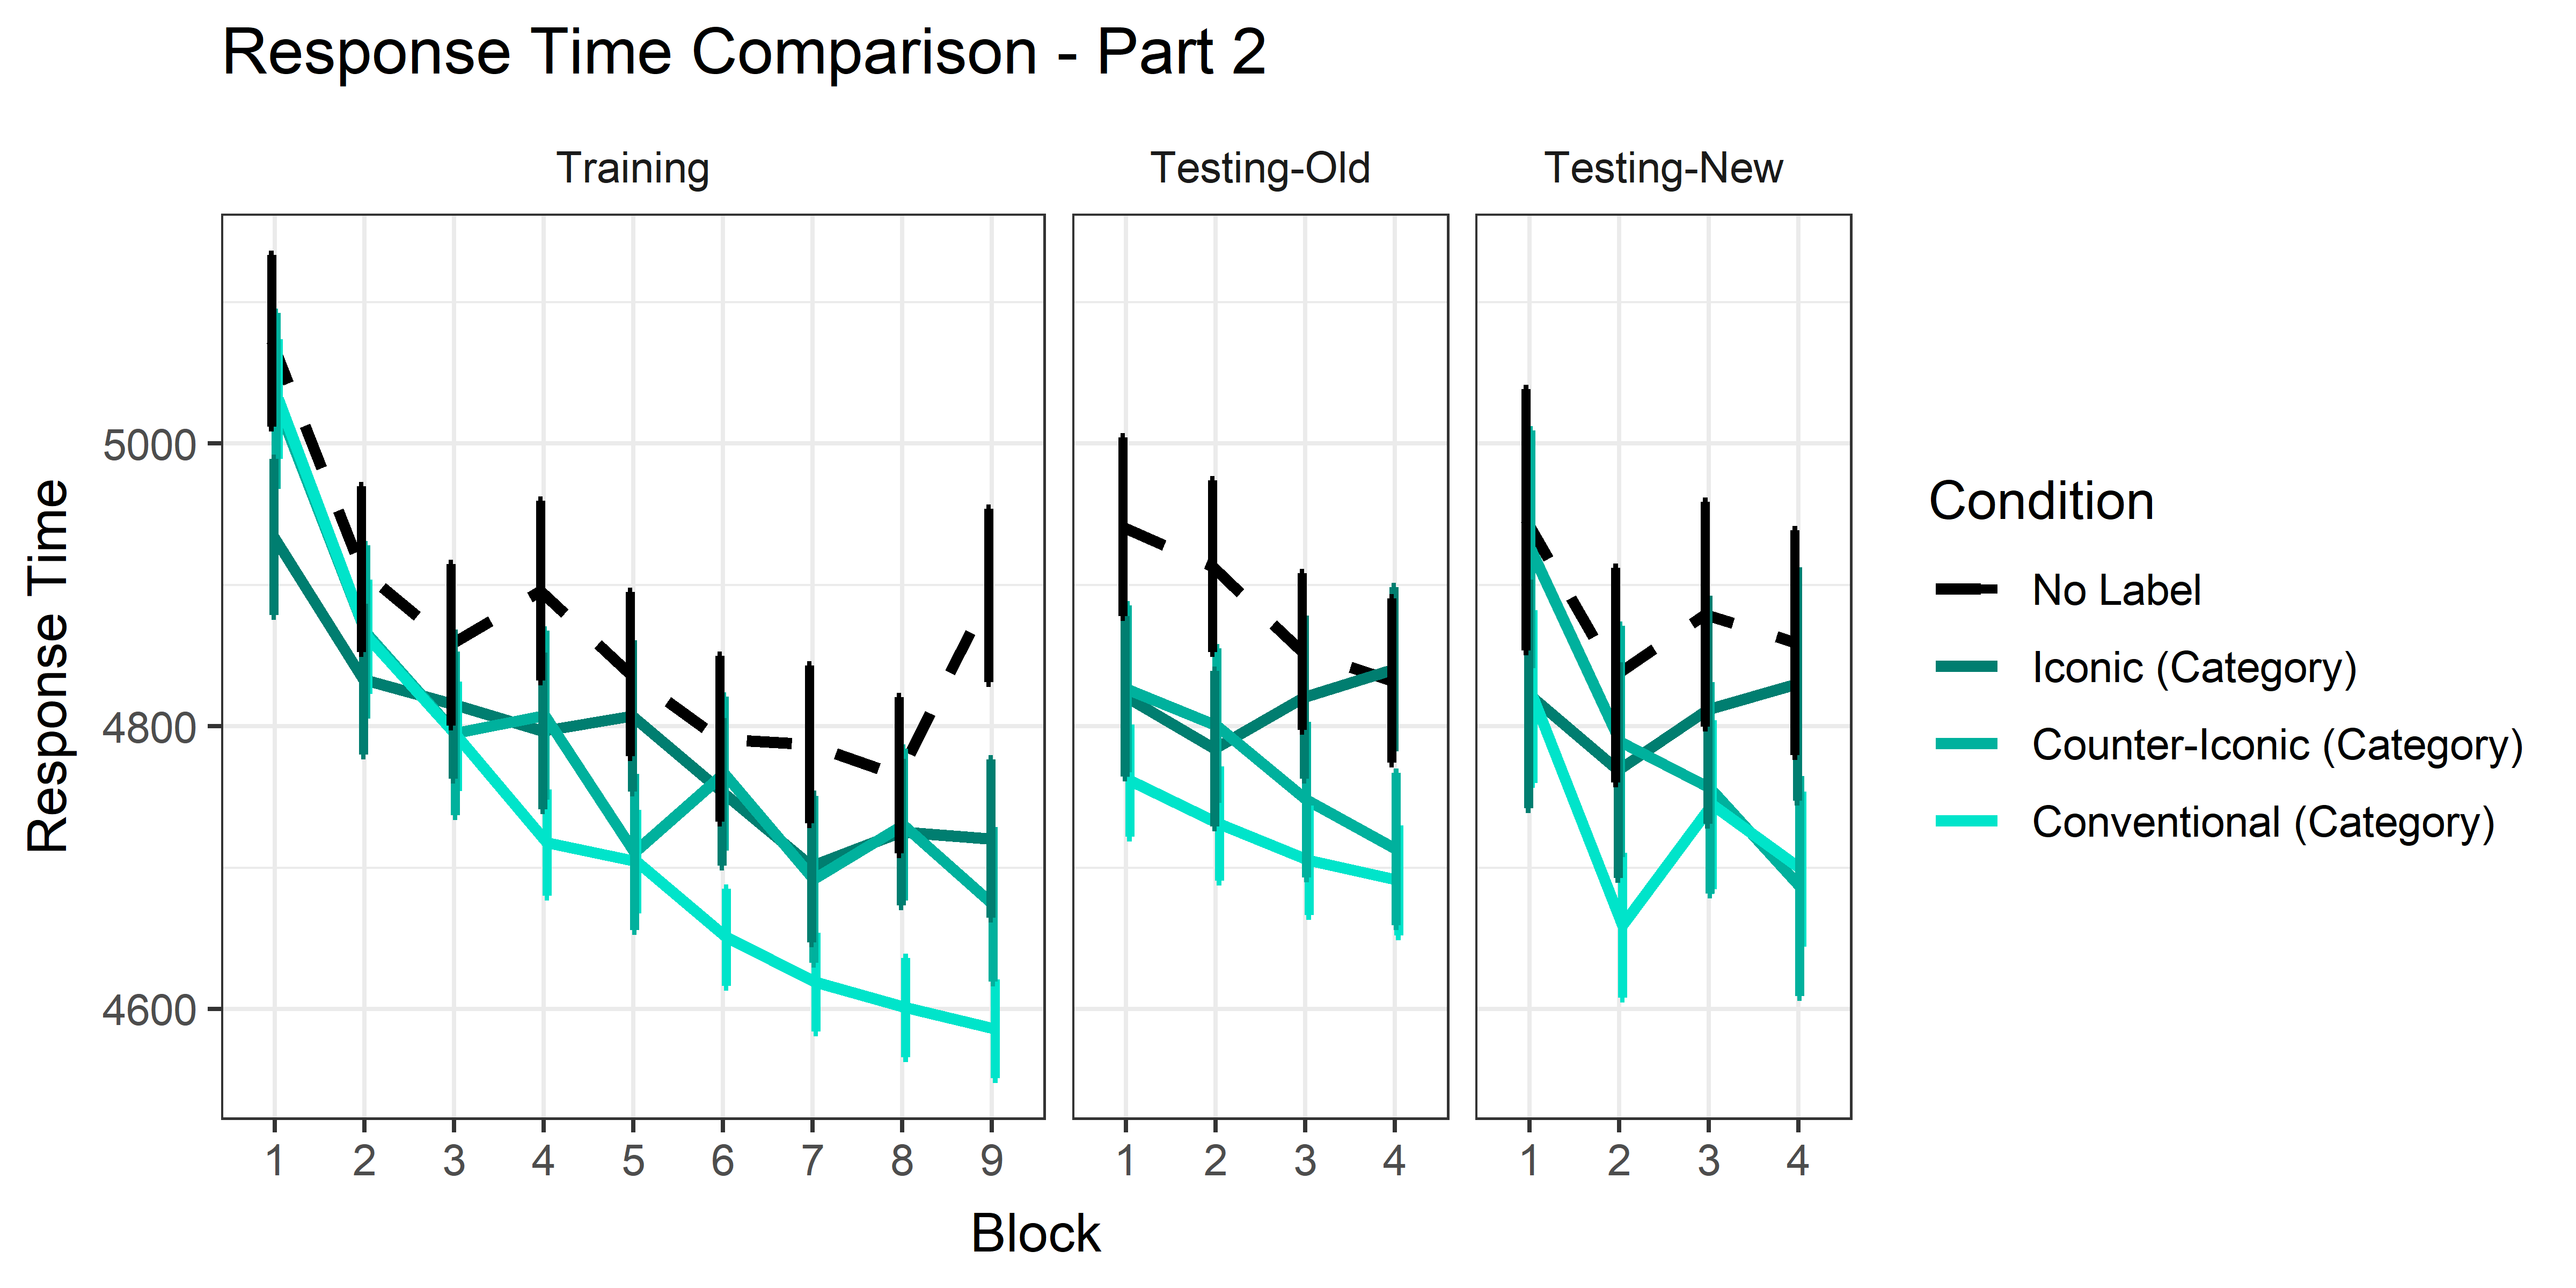 Response Time Comparison - Part 2
Training
Testing-Old
Testing-New
Response Time
5000
4800
4600
1 2 3 4 5 6 7 8 9
1 2 3 4
1 2 3 4
Block
Condition
No Label
Iconic (Category)
Counter-Iconic (Category)
Conventional (Category)